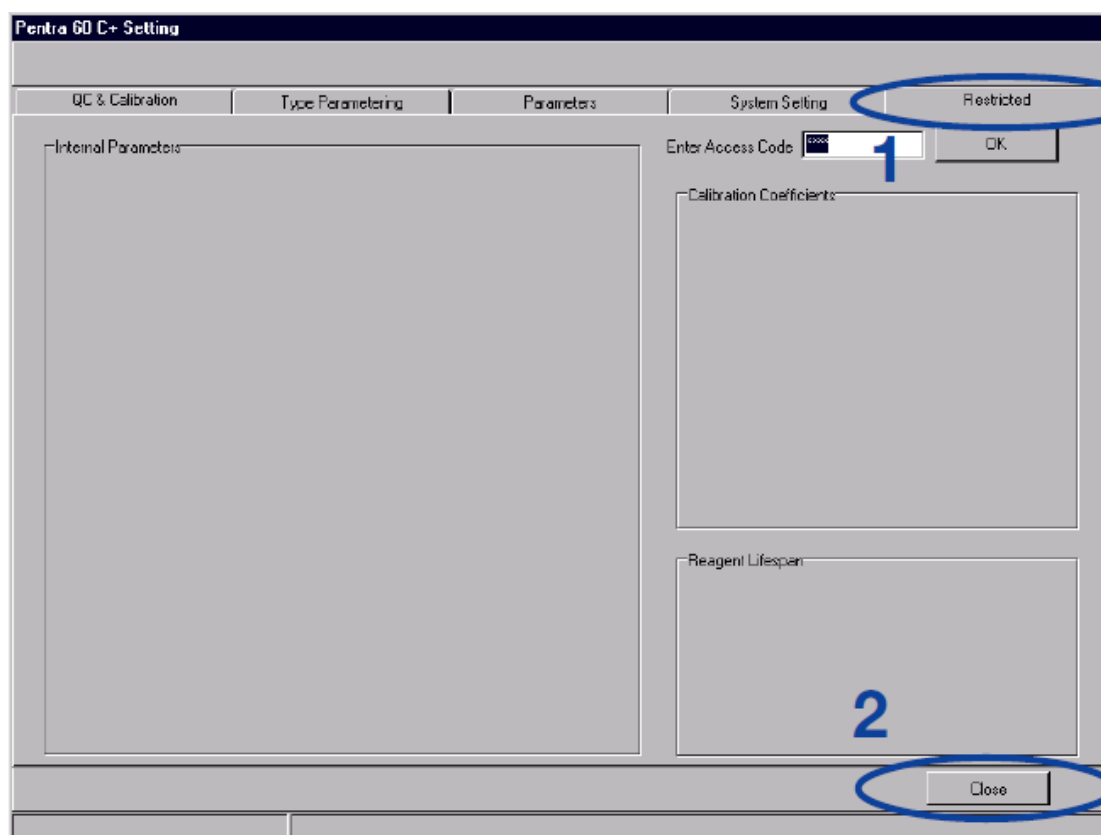 Pentra 60 C+ Setting
QC & Calibration Type Parametering Parameters System Setting Restricted
Internal Parameters Enter Access Code xxxx 1 OK
Calibration Coefficients
Reagent Lifespan
2
Close